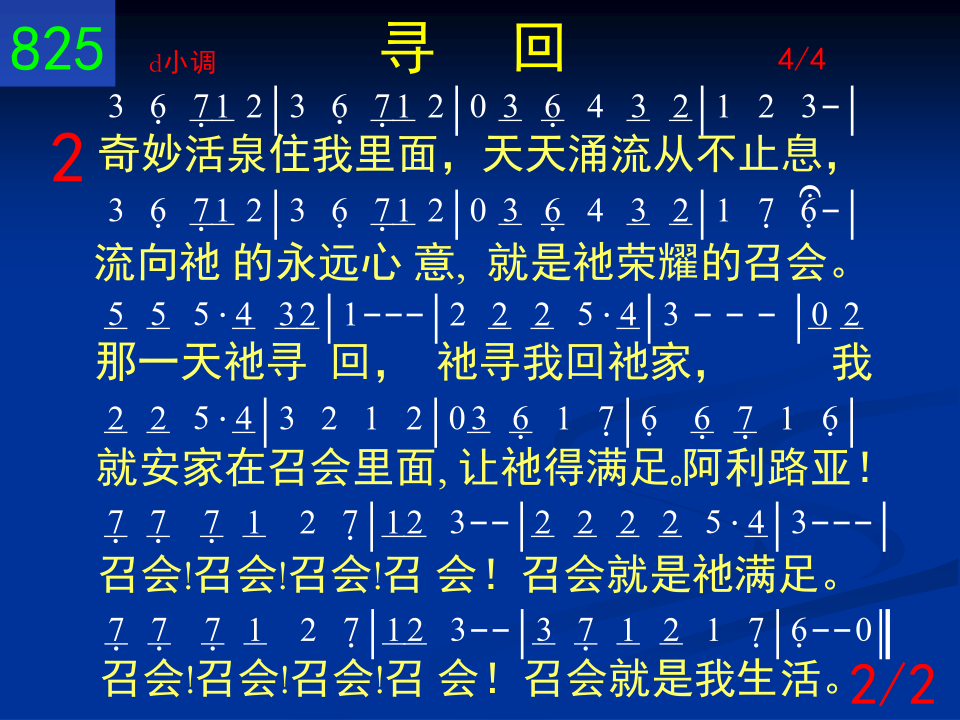 825 d小调 寻 回 4/4
3 6̣ 7̣1 2|3 6̣ 7̣1 2|0 3 6̣ 4 3 2|1 2 3-|
2 奇妙活泉住我里面，天天涌流从不止息，
3 6̣ 7̣1 2|3 6̣ 7̣1 2|0 3 6̣ 4 3 2|1 7̣ 6̣-|
流向祂 的永远心 意, 就是祂荣耀的召会。
5 5 5·4 32|1---|2 2 2 5·4|3 - - - |0 2
那一天祂寻 回， 祂寻我回祂家， 我
2 2 5·4|3 2 1 2|03 6̣ 1 7̣|6̣ 6̣ 7̣ 1 6̣|
就安家在召会里面, 让祂得满足。阿利路亚！
7̣ 7̣ 7̣ 1 2 7̣|12 3--|2 2 2 2 5·4|3---|
召会!召会!召会!召 会！召会就是祂满足。
7̣ 7̣ 7̣ 1 2 7̣|12 3--|3 7̣ 1 2 1 7̣|6̣--0‖
召会!召会!召会!召 会！召会就是我生活。
2/2